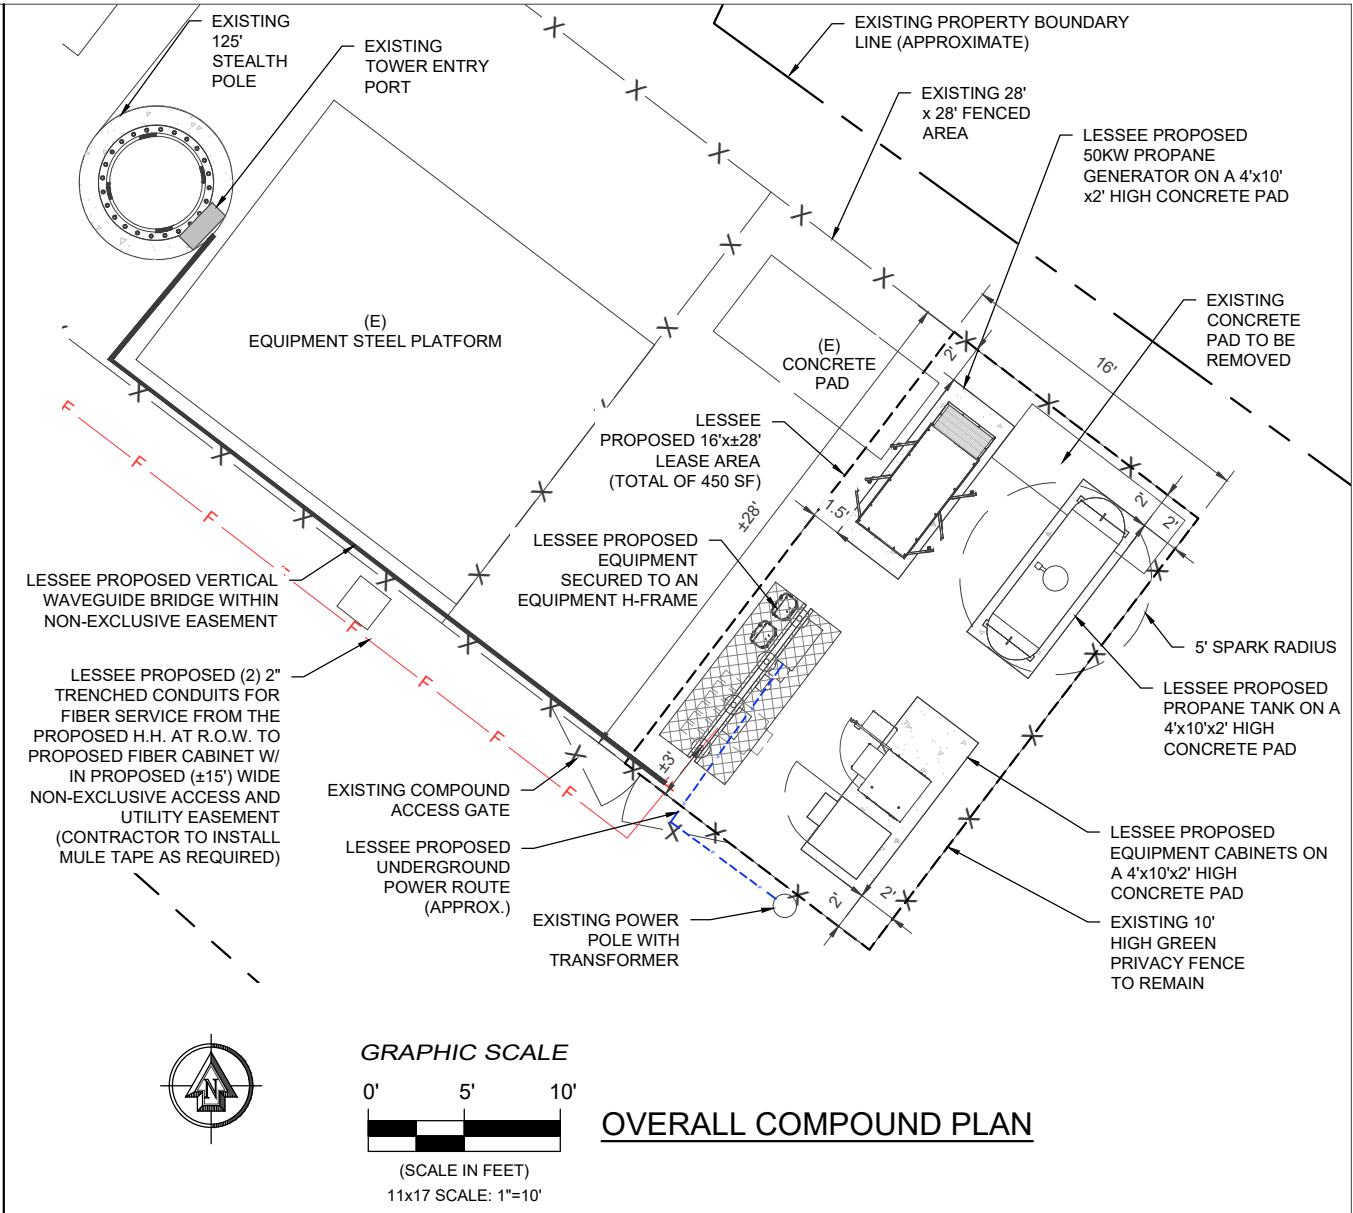 EXISTING
125'
STEALTH
POLE
EXISTING
TOWER ENTRY
PORT
EXISTING PROPERTY BOUNDARY
LINE (APPROXIMATE)
EXISTING 28'
x 28' FENCED
AREA
LESSEE PROPOSED
50KW PROPANE
GENERATOR ON A 4'x10'
x2' HIGH CONCRETE PAD
EXISTING
CONCRETE
PAD TO BE
REMOVED
(E)
EQUIPMENT STEEL PLATFORM
(E)
CONCRETE
PAD
2'
16'
LESSEE
PROPOSED 16'x±28'
LEASE AREA
(TOTAL OF 450 SF)
±28'
1.5'
2'
2'
LESSEE PROPOSED
EQUIPMENT
SECURED TO AN
EQUIPMENT H-FRAME
LESSEE PROPOSED VERTICAL
WAVEGUIDE BRIDGE WITHIN
NON-EXCLUSIVE EASEMENT
LESSEE PROPOSED (2) 2"
TRENCHED CONDUITS FOR
FIBER SERVICE FROM THE
PROPOSED H.H. AT R.O.W. TO
PROPOSED FIBER CABINET W/
IN PROPOSED (±15') WIDE
NON-EXCLUSIVE ACCESS AND
UTILITY EASEMENT
(CONTRACTOR TO INSTALL
MULE TAPE AS REQUIRED)
F
F
F
F
F
F
F
5' SPARK RADIUS
LESSEE PROPOSED
PROPANE TANK ON A
4'x10'x2' HIGH
CONCRETE PAD
±3'
EXISTING COMPOUND
ACCESS GATE
LESSEE PROPOSED
UNDERGROUND
POWER ROUTE
(APPROX.)
EXISTING POWER
POLE WITH
TRANSFORMER
LESSEE PROPOSED
EQUIPMENT CABINETS ON
A 4'x10'x2' HIGH
CONCRETE PAD
2'
2'
EXISTING 10'
HIGH GREEN
PRIVACY FENCE
TO REMAIN
N
GRAPHIC SCALE
0' 5' 10'
(SCALE IN FEET)
11x17 SCALE: 1"=10'
OVERALL COMPOUND PLAN